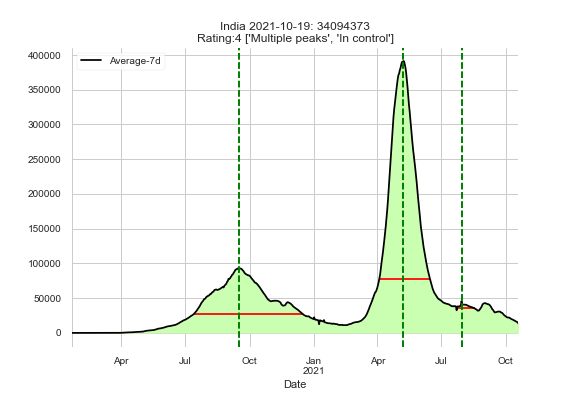 India 2021-10-19: 34094373
Rating:4 ['Multiple peaks', 'In control']
400000
350000
300000
250000
200000
150000
100000
50000
0
Average-7d
Apr
Jul
Oct
Jan
2021
Apr
Jul
Oct
Date